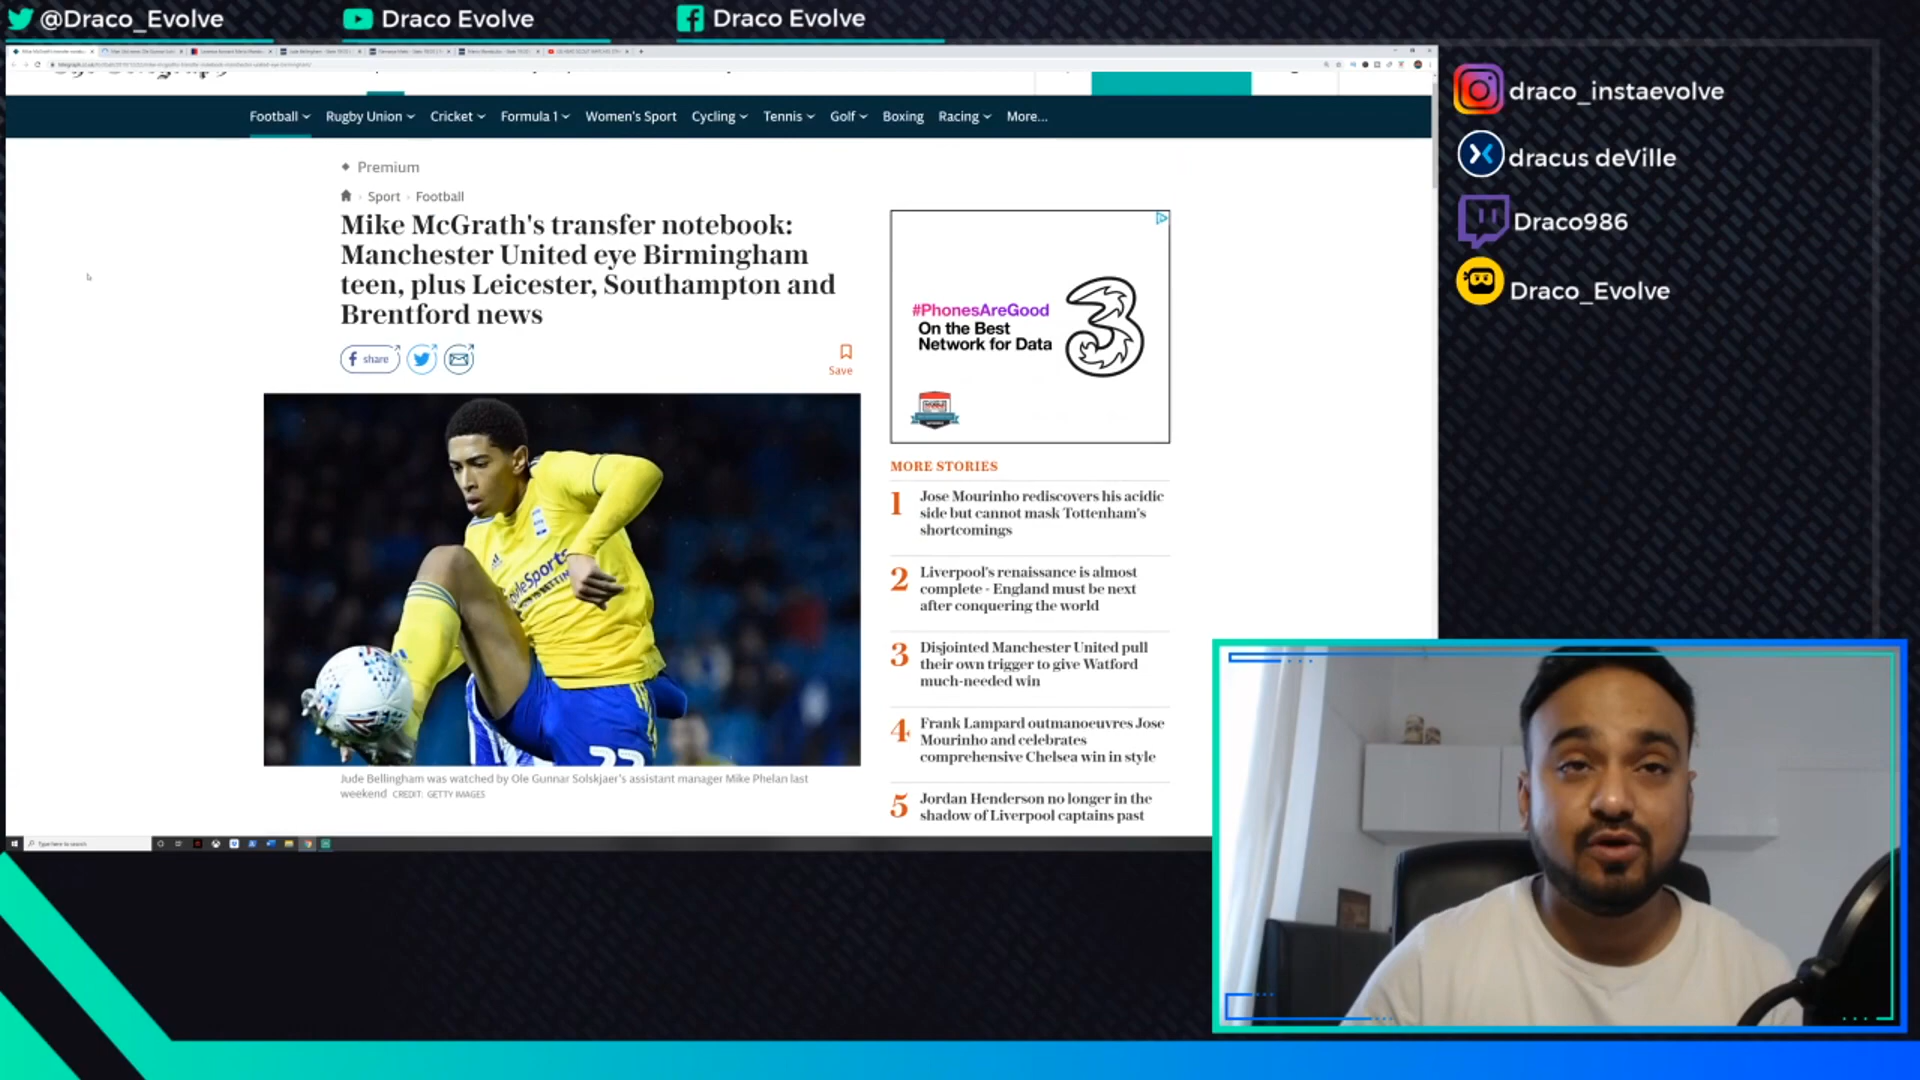 @Draco_Evolve
Draco Evolve
Draco Evolve
draco_instaevolve
dracus deVille
Draco986
Draco_Evolve
Football
Rugby Union
Cricket
Formula 1
Women's Sport
Cycling
Tennis
Golf
Boxing
Racing
More...
Premium
Sport
Football
Mike McGrath's transfer notebook:
Manchester United eye Birmingham
teen, plus Leicester, Southampton and
Brentford news
share
Save
#PhonesAreGood
On the Best
Network for Data
MORE STORIES
1
Jose Mourinho rediscovers his acidic
side but cannot mask Tottenham's
shortcomings
2
Liverpool's renaissance is almost
complete - England must be next
after conquering the world
3
Disjointed Manchester United pull
their own trigger to give Watford
much-needed win
4
Frank Lampard outmanoeuvres Jose
Mourinho and celebrates
comprehensive Chelsea win in style
5
Jordan Henderson no longer in the
shadow of Liverpool captains past
Jude Bellingham was watched by Ole Gunnar Solskjaer's assistant manager Mike Phelan last
weekend CREDIT: GETTY IMAGES
Type here to search